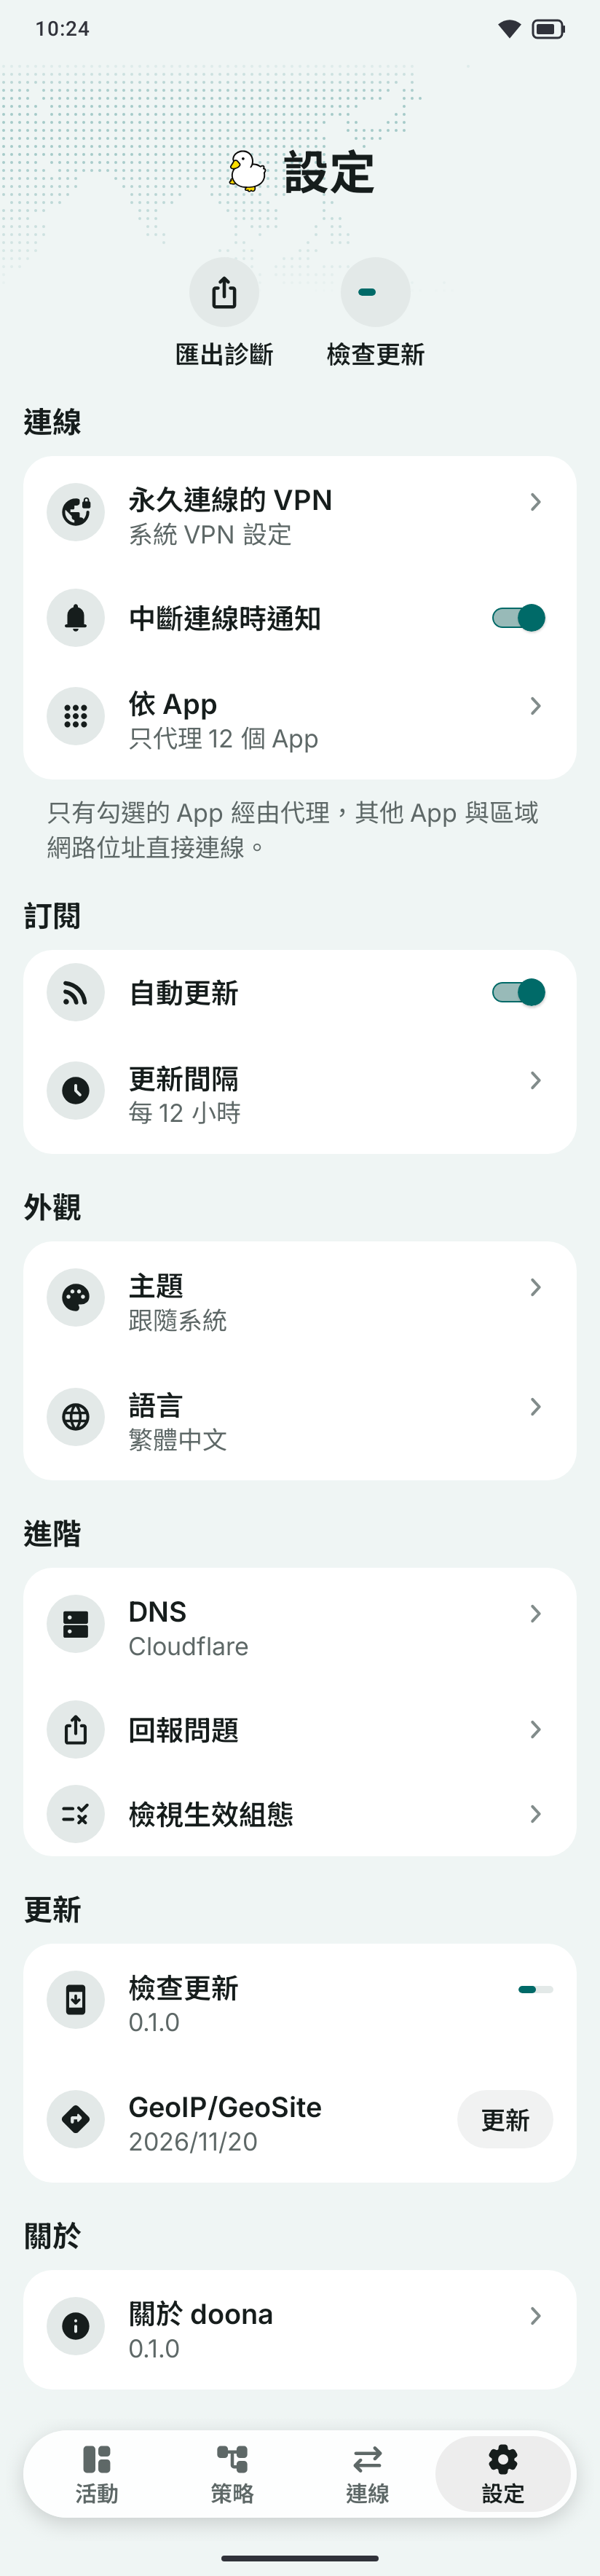 10:24
設定
匯出診斷
檢查更新
連線
永久連線的 VPN
系統 VPN 設定
中斷連線時通知
依 App
只代理 12 個 App
只有勾選的 App 經由代理，其他 App 與區域
網路位址直接連線。
訂閱
自動更新
更新間隔
每 12 小時
外觀
主題
跟隨系統
語言
繁體中文
進階
DNS
Cloudflare
回報問題
檢視生效組態
更新
檢查更新
0.1.0
GeoIP/GeoSite
2026/11/20
更新
關於
關於 doona
0.1.0
活動
策略
連線
設定